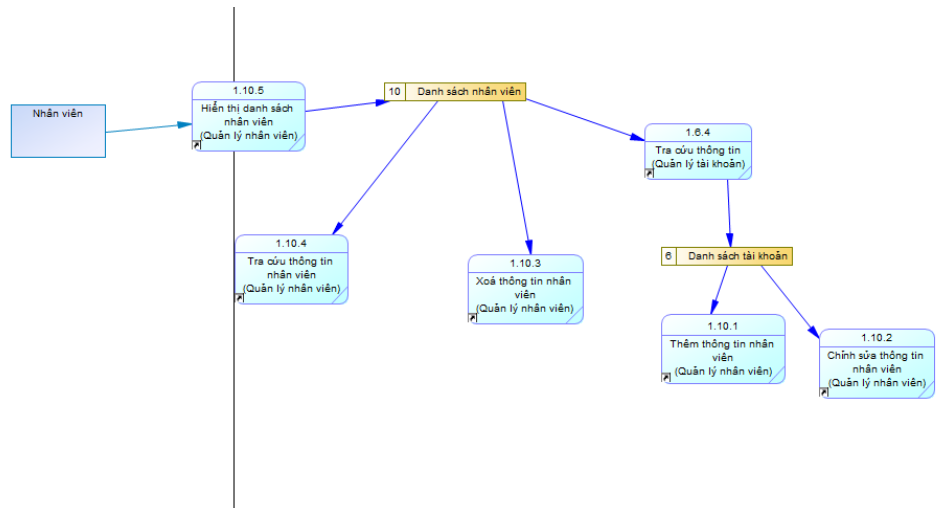 Nhân viên
1.10.5
Hiển thị danh sách
nhân viên
(Quản lý nhân viên)
10 Danh sách nhân viên
1.6.4
Tra cứu thông tin
(Quản lý tài khoản)
1.10.4
Tra cứu thông tin
nhân viên
(Quản lý nhân viên)
1.10.3
Xoá thông tin nhân
viên
(Quản lý nhân viên)
6 Danh sách tài khoản
1.10.1
Thêm thông tin nhân
viên
(Quản lý nhân viên)
1.10.2
Chỉnh sửa thông tin
nhân viên
(Quản lý nhân viên)